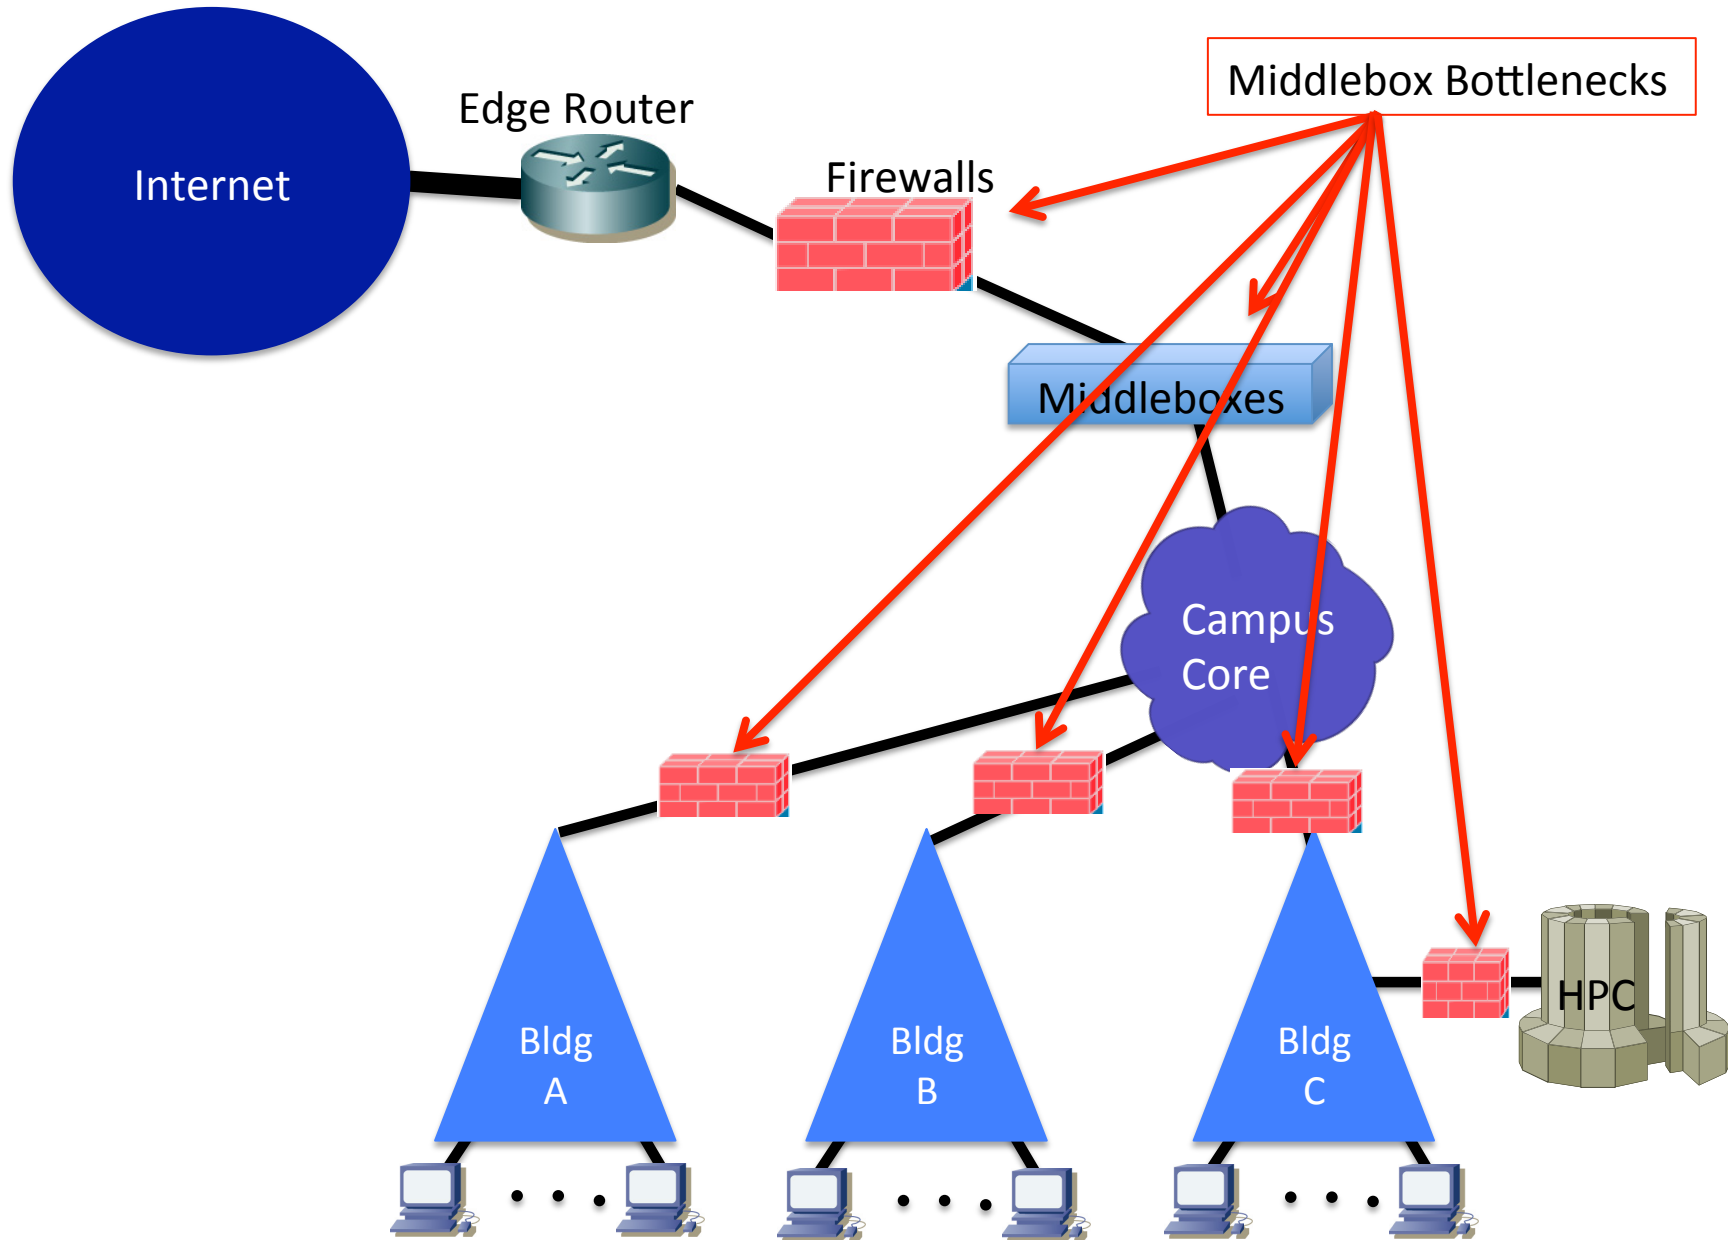 Middlebox Bottlenecks
Edge Router
Internet
Firewalls
Middleboxes
Campus
Core
HPC
Bldg
A
Bldg
B
Bldg
C